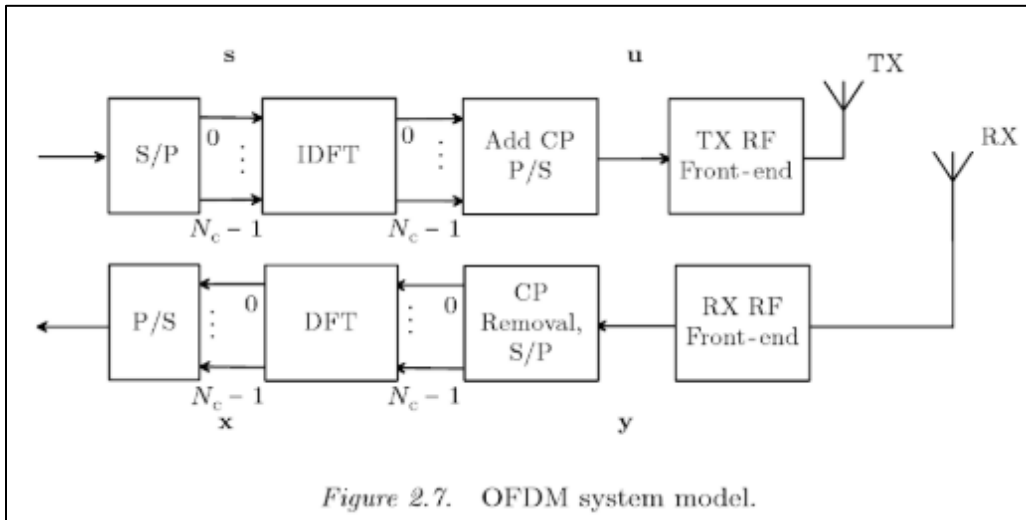 s u
TX
RX
S/P 0 ⋮ IDFT 0 ⋮ Add CP
P/S
TX RF
Front-end
N_c − 1 N_c − 1
P/S 0 ⋮ DFT 0 ⋮ CP
Removal,
S/P
RX RF
Front-end
N_c − 1 N_c − 1
x y
Figure 2.7. OFDM system model.